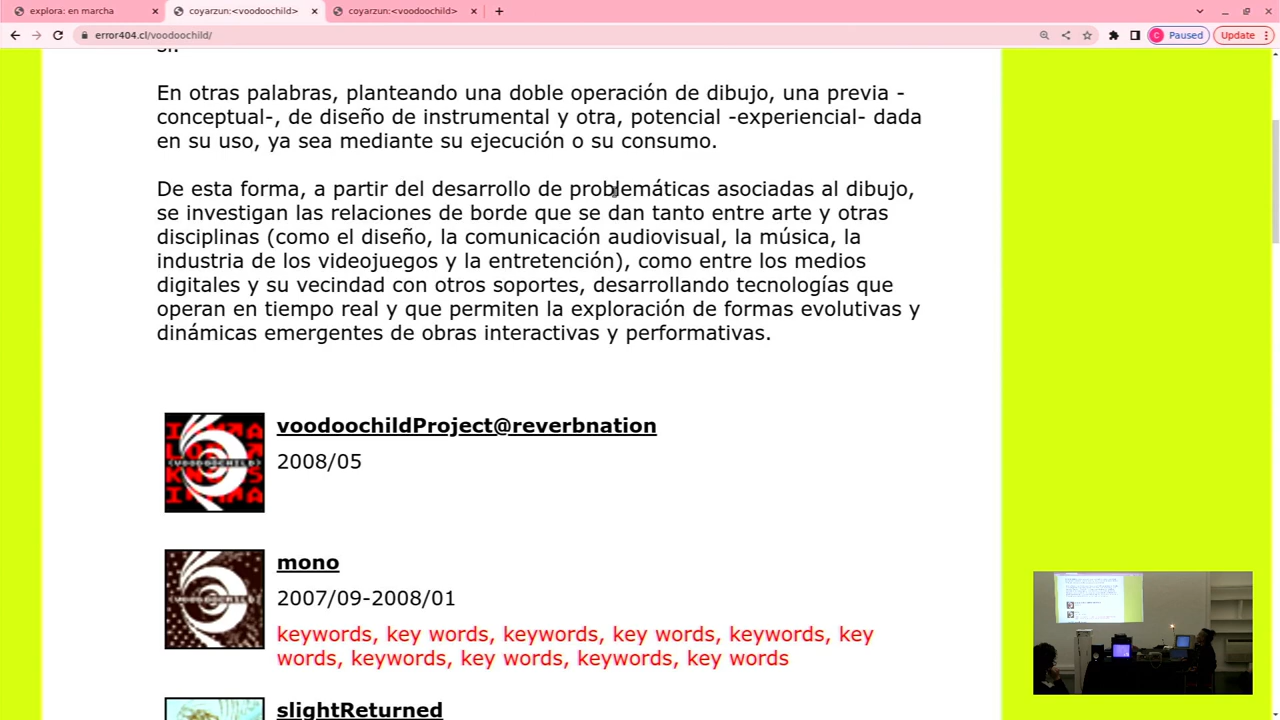 explora: en marcha
coyarzun:<voodoochild>
coyarzun:<voodoochild>
error404.cl/voodoochild/
C
Paused
Update
sí.
En otras palabras, planteando una doble operación de dibujo, una previa -
conceptual-, de diseño de instrumental y otra, potencial -experiencial- dada
en su uso, ya sea mediante su ejecución o su consumo.
De esta forma, a partir del desarrollo de problemáticas asociadas al dibujo,
se investigan las relaciones de borde que se dan tanto entre arte y otras
disciplinas (como el diseño, la comunicación audiovisual, la música, la
industria de los videojuegos y la entretención), como entre los medios
digitales y su vecindad con otros soportes, desarrollando tecnologías que
operan en tiempo real y que permiten la exploración de formas evolutivas y
dinámicas emergentes de obras interactivas y performativas.
voodoochildProject@reverbnation
2008/05
mono
2007/09-2008/01
keywords, key words, keywords, key words, keywords, key
words, keywords, key words, keywords, key words
slightReturned